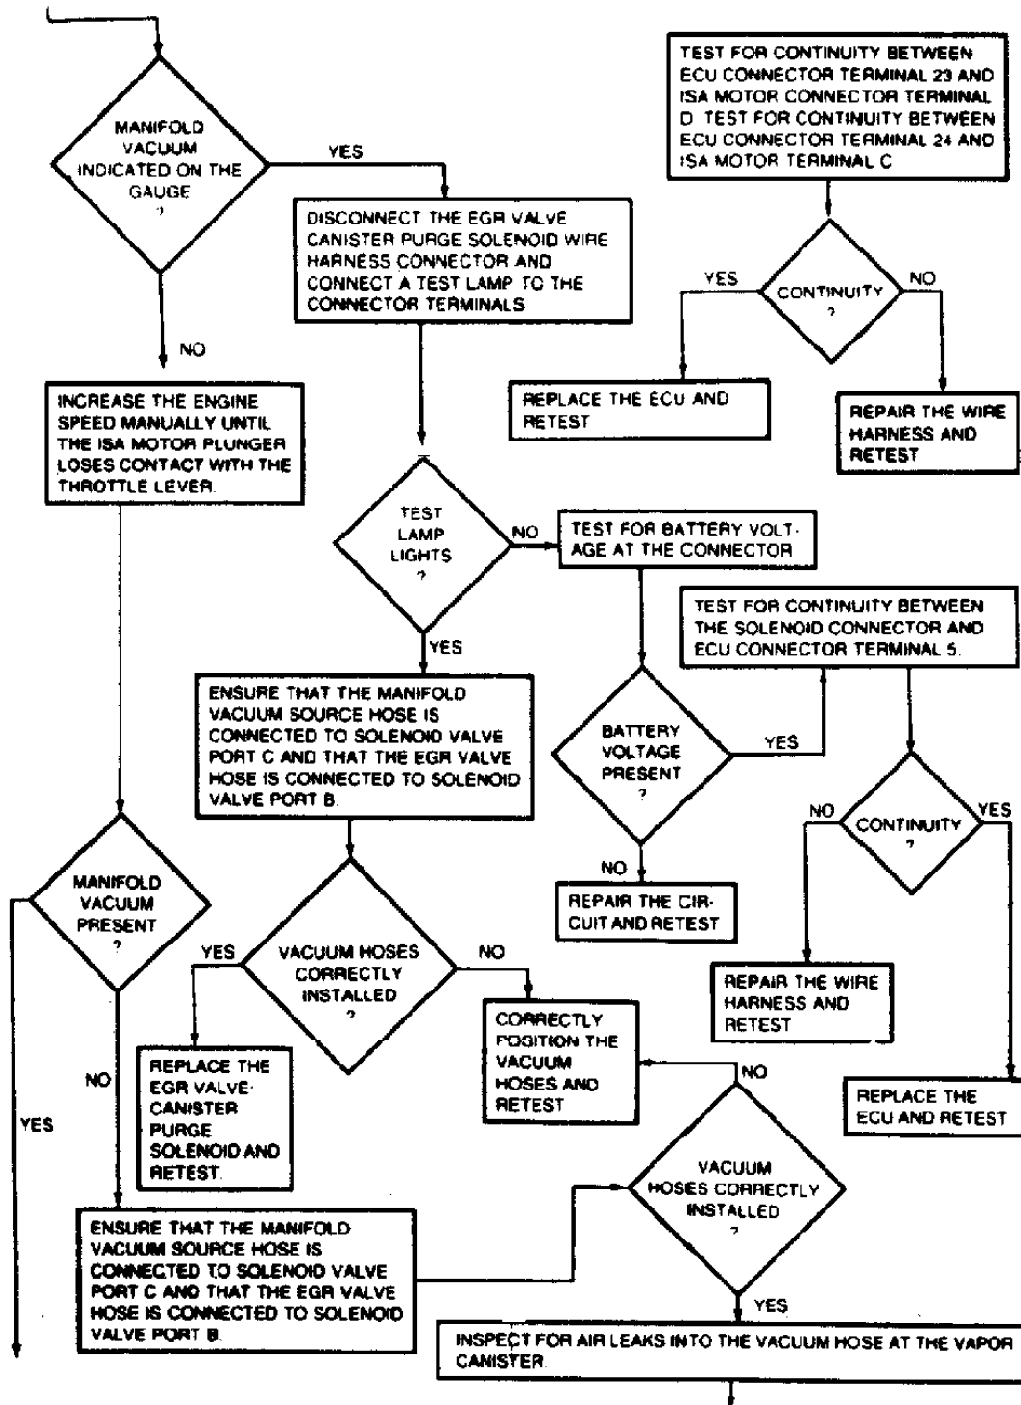 MANIFOLD
VACUUM
INDICATED ON THE
GAUGE
?
YES
NO
DISCONNECT THE EGR VALVE
CANISTER PURGE SOLENOID WIRE
HARNESS CONNECTOR AND
CONNECT A TEST LAMP TO THE
CONNECTOR TERMINALS
TEST FOR CONTINUITY BETWEEN
ECU CONNECTOR TERMINAL 23 AND
ISA MOTOR CONNECTOR TERMINAL
D TEST FOR CONTINUITY BETWEEN
ECU CONNECTOR TERMINAL 24 AND
ISA MOTOR TERMINAL C
CONTINUITY
?
YES
NO
REPLACE THE ECU AND
RETEST
REPAIR THE WIRE
HARNESS AND
RETEST
INCREASE THE ENGINE
SPEED MANUALLY UNTIL
THE ISA MOTOR PLUNGER
LOSES CONTACT WITH THE
THROTTLE LEVER.
TEST
LAMP
LIGHTS
?
NO
YES
TEST FOR BATTERY VOLT-
AGE AT THE CONNECTOR
TEST FOR CONTINUITY BETWEEN
THE SOLENOID CONNECTOR AND
ECU CONNECTOR TERMINAL 5.
ENSURE THAT THE MANIFOLD
VACUUM SOURCE HOSE IS
CONNECTED TO SOLENOID VALVE
PORT C AND THAT THE EGR VALVE
HOSE IS CONNECTED TO SOLENOID
VALVE PORT B.
BATTERY
VOLTAGE
PRESENT
?
YES
NO
REPAIR THE CIR-
CUIT AND RETEST
CONTINUITY
?
NO
YES
REPAIR THE WIRE
HARNESS AND
RETEST
REPLACE THE
ECU AND RETEST
MANIFOLD
VACUUM
PRESENT
?
NO
YES
VACUUM HOSES
CORRECTLY
INSTALLED
?
YES
NO
REPLACE THE
EGR VALVE-
CANISTER
PURGE
SOLENOID AND
RETEST.
CORRECTLY
POSITION THE
VACUUM
HOSES AND
RETEST
ENSURE THAT THE MANIFOLD
VACUUM SOURCE HOSE IS
CONNECTED TO SOLENOID VALVE
PORT C AND THAT THE EGR VALVE
HOSE IS CONNECTED TO SOLENOID
VALVE PORT B.
VACUUM
HOSES CORRECTLY
INSTALLED
?
NO
YES
INSPECT FOR AIR LEAKS INTO THE VACUUM HOSE AT THE VAPOR
CANISTER.